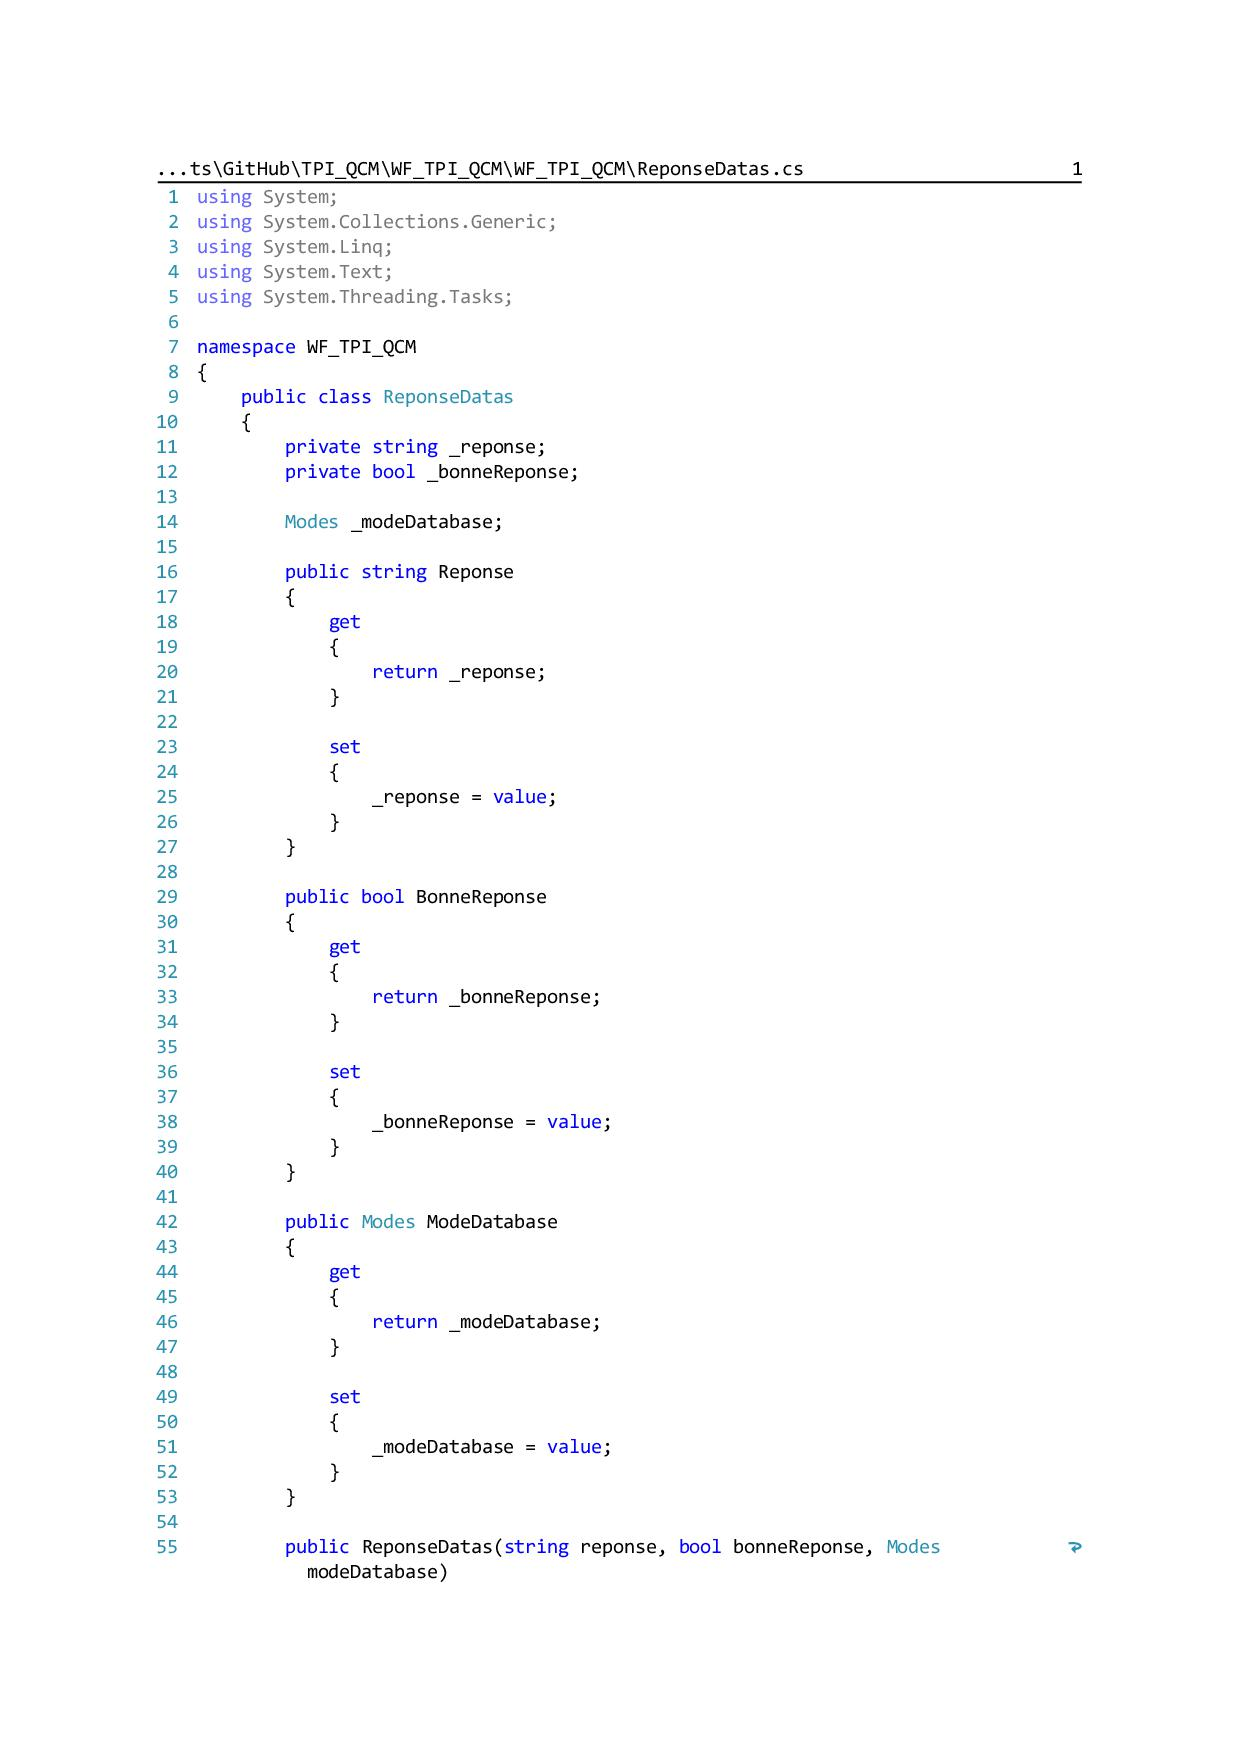 ...ts\GitHub\TPI_QCM\WF_TPI_QCM\WF_TPI_QCM\ReponseDatas.cs 1
1 using System;
2 using System.Collections.Generic;
3 using System.Linq;
4 using System.Text;
5 using System.Threading.Tasks;
6
7 namespace WF_TPI_QCM
8 {
9     public class ReponseDatas
10     {
11         private string _reponse;
12         private bool _bonneReponse;
13
14         Modes _modeDatabase;
15
16         public string Reponse
17         {
18             get
19             {
20                 return _reponse;
21             }
22
23             set
24             {
25                 _reponse = value;
26             }
27         }
28
29         public bool BonneReponse
30         {
31             get
32             {
33                 return _bonneReponse;
34             }
35
36             set
37             {
38                 _bonneReponse = value;
39             }
40         }
41
42         public Modes ModeDatabase
43         {
44             get
45             {
46                 return _modeDatabase;
47             }
48
49             set
50             {
51                 _modeDatabase = value;
52             }
53         }
54
55         public ReponseDatas(string reponse, bool bonneReponse, Modes
modeDatabase)